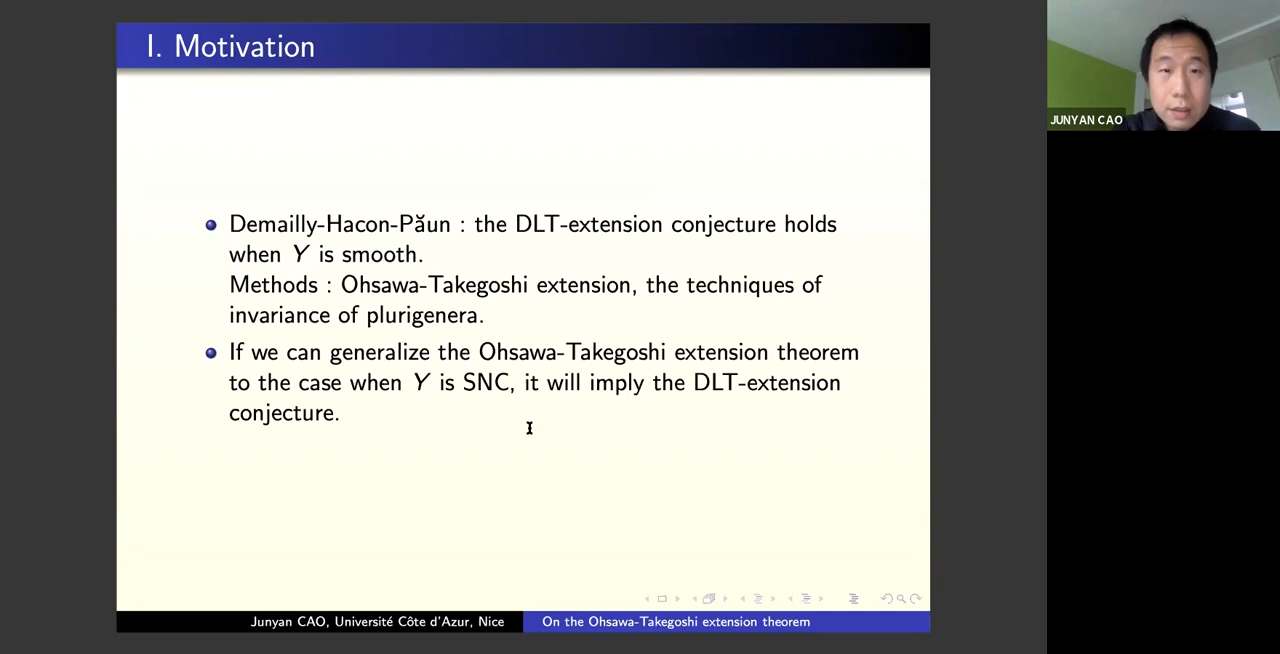 I. Motivation
JUNYAN CAO
Demailly-Hacon-Păun : the DLT-extension conjecture holds
when Y is smooth.
Methods : Ohsawa-Takegoshi extension, the techniques of
invariance of plurigenera.
If we can generalize the Ohsawa-Takegoshi extension theorem
to the case when Y is SNC, it will imply the DLT-extension
conjecture.
Junyan CAO, Université Côte d'Azur, Nice
On the Ohsawa-Takegoshi extension theorem